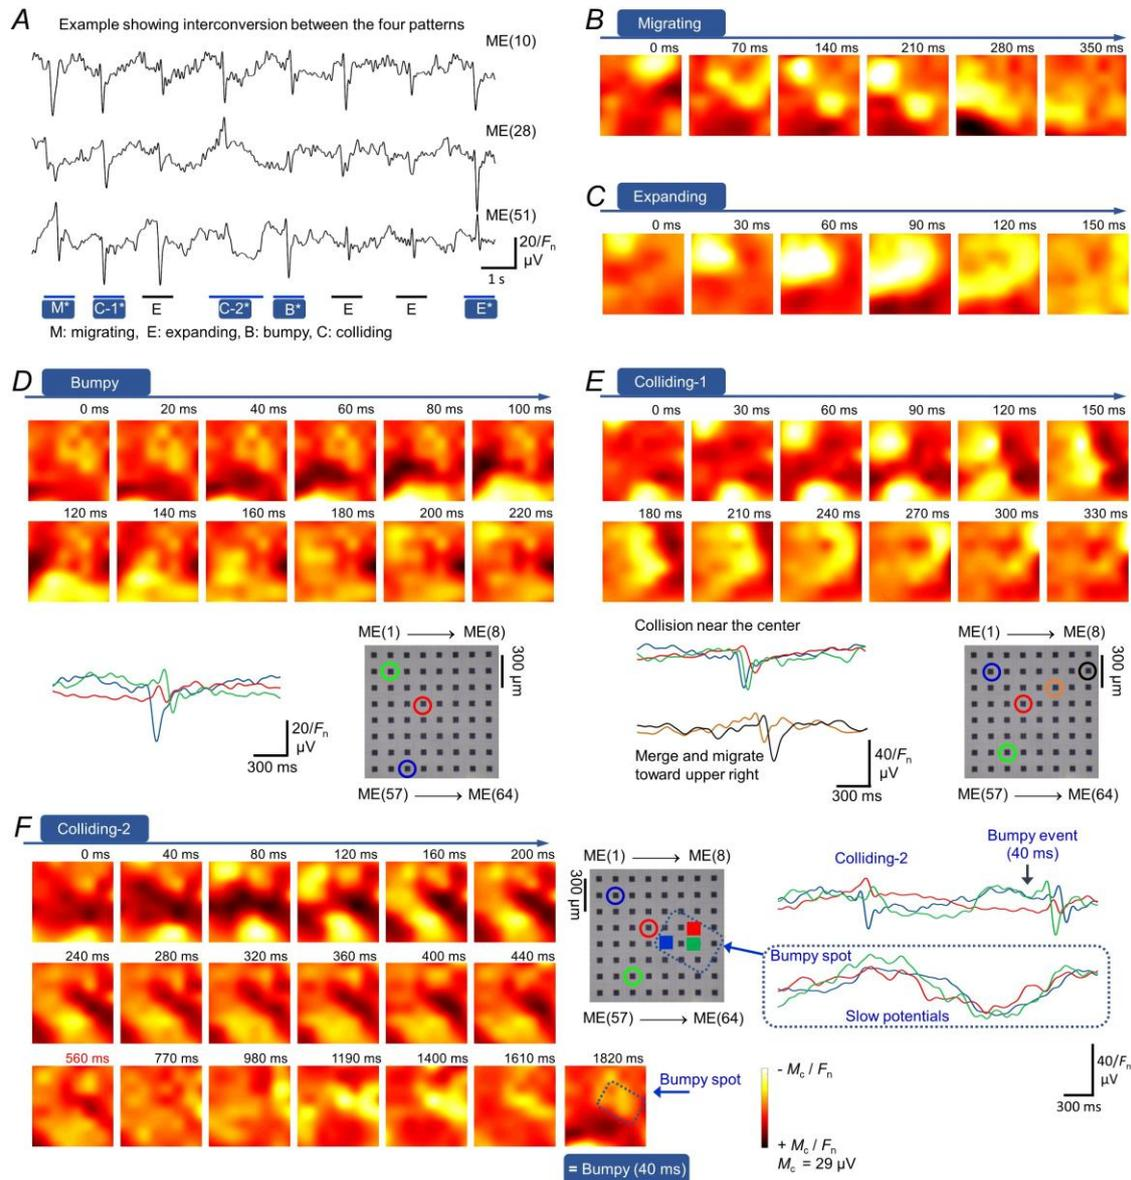 A
Example showing interconversion between the four patterns
ME(10)
ME(28)
ME(51)
20/Fn
µV
1 s
M* C-1* E C-2* B* E E E*
M: migrating, E: expanding, B: bumpy, C: colliding
B Migrating
0 ms 70 ms 140 ms 210 ms 280 ms 350 ms
C Expanding
0 ms 30 ms 60 ms 90 ms 120 ms 150 ms
D Bumpy
0 ms 20 ms 40 ms 60 ms 80 ms 100 ms
120 ms 140 ms 160 ms 180 ms 200 ms 220 ms
20/Fn
µV
300 ms
ME(1) ME(8)
300 µm
ME(57) ME(64)
E Colliding-1
0 ms 30 ms 60 ms 90 ms 120 ms 150 ms
180 ms 210 ms 240 ms 270 ms 300 ms 330 ms
Collision near the center
Merge and migrate
toward upper right
40/Fn
µV
300 ms
ME(1) ME(8)
300 µm
ME(57) ME(64)
F Colliding-2
0 ms 40 ms 80 ms 120 ms 160 ms 200 ms
240 ms 280 ms 320 ms 360 ms 400 ms 440 ms
560 ms 770 ms 980 ms 1190 ms 1400 ms 1610 ms 1820 ms
Bumpy spot
= Bumpy (40 ms)
ME(1) ME(8)
300 µm
ME(57) ME(64)
- Mc / Fn
+ Mc / Fn
Mc = 29 µV
Colliding-2
Bumpy event
(40 ms)
Bumpy spot
Slow potentials
40/Fn
µV
300 ms